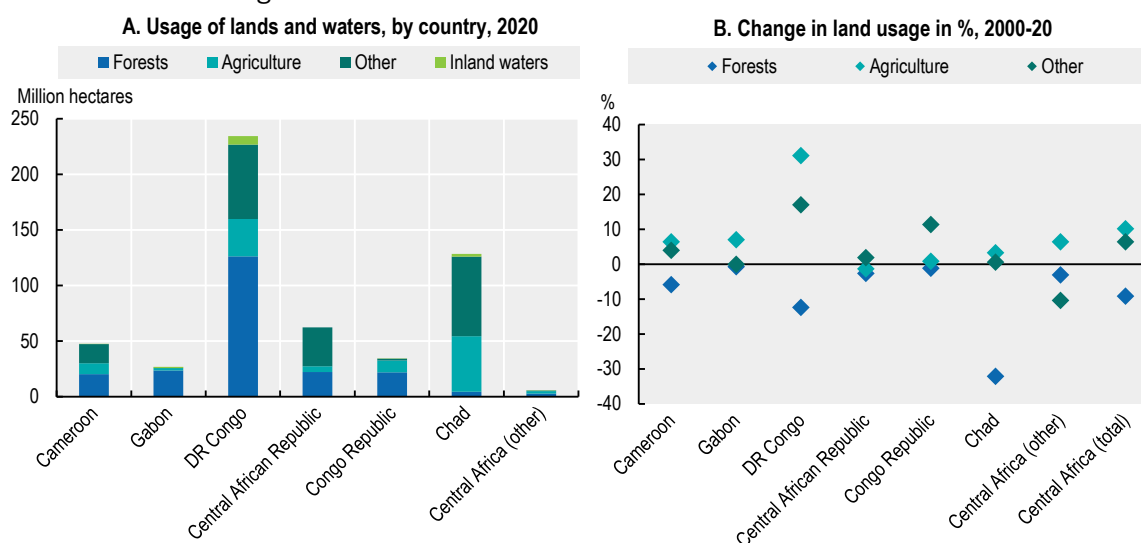 A. Usage of lands and waters, by country, 2020
Forests Agriculture Other Inland waters
Million hectares
250
200
150
100
50
0
Cameroon
Gabon
DR Congo
Central African Republic
Congo Republic
Chad
Central Africa (other)
B. Change in land usage in %, 2000-20
Forests Agriculture Other
%
40
30
20
10
0
-10
-20
-30
-40
Cameroon
Gabon
DR Congo
Central African Republic
Congo Republic
Chad
Central Africa (other)
Central Africa (total)